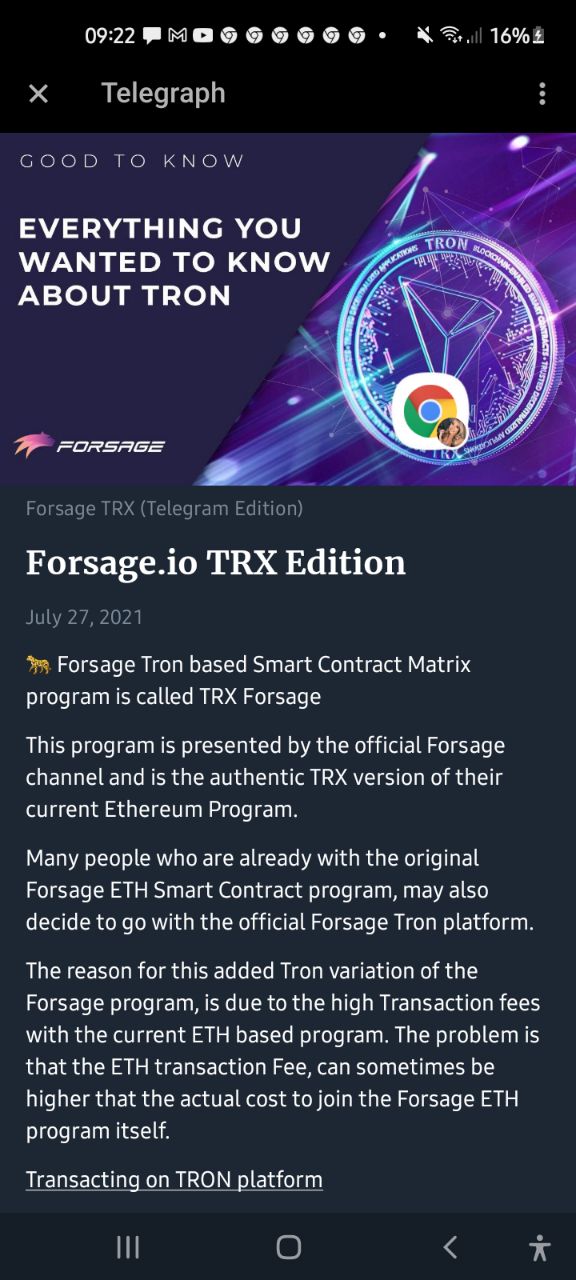 09:22
16%
Telegraph
GOOD TO KNOW
EVERYTHING YOU
WANTED TO KNOW
ABOUT TRON
TRON
FORSAGE
Forsage TRX (Telegram Edition)
Forsage.io TRX Edition
July 27, 2021
🐆 Forsage Tron based Smart Contract Matrix
program is called TRX Forsage
This program is presented by the official Forsage
channel and is the authentic TRX version of their
current Ethereum Program.
Many people who are already with the original
Forsage ETH Smart Contract program, may also
decide to go with the official Forsage Tron platform.
The reason for this added Tron variation of the
Forsage program, is due to the high Transaction fees
with the current ETH based program. The problem is
that the ETH transaction Fee, can sometimes be
higher that the actual cost to join the Forsage ETH
program itself.
Transacting on TRON platform